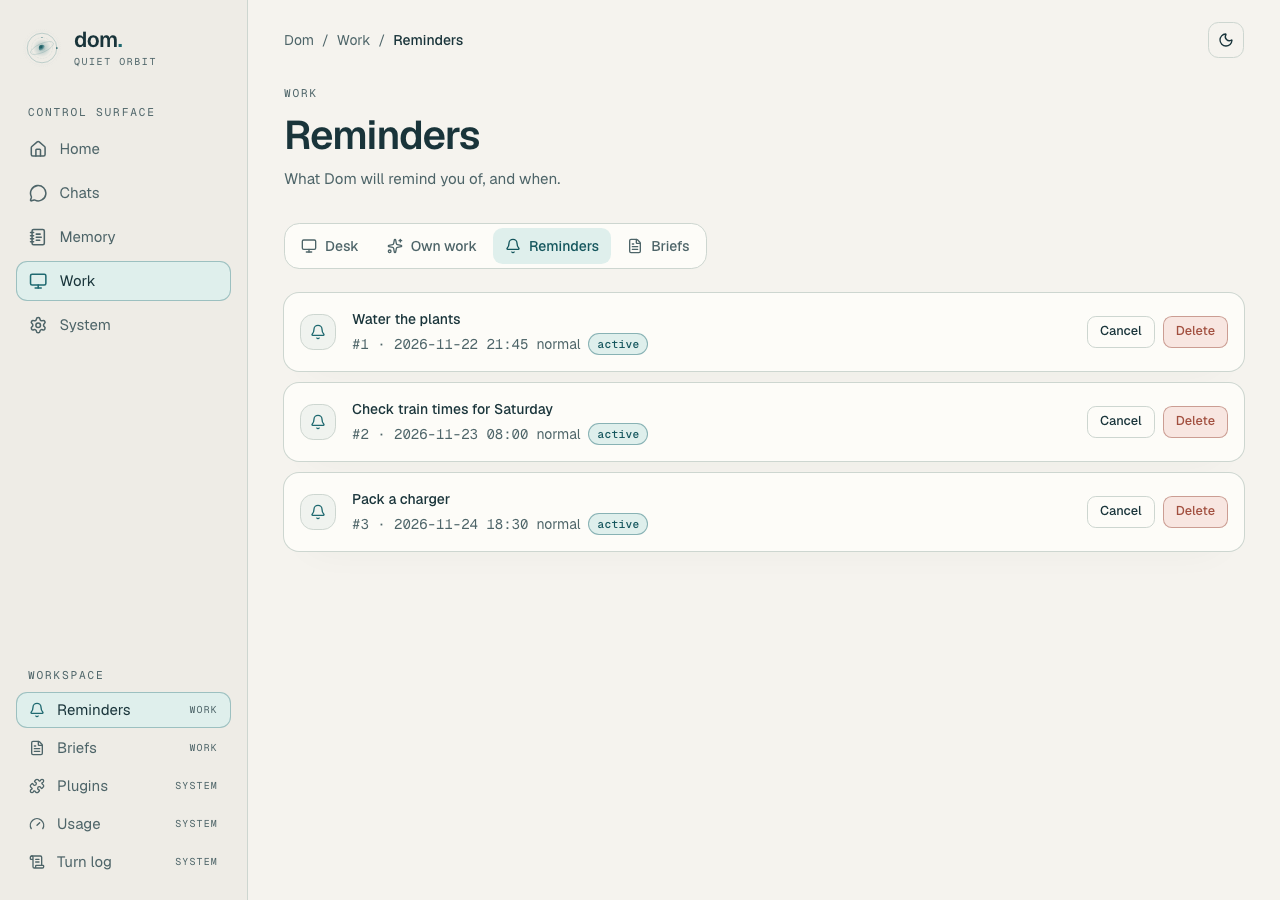 dom.
QUIET ORBIT
CONTROL SURFACE
Home
Chats
Memory
Work
System
WORKSPACE
Reminders WORK
Briefs WORK
Plugins SYSTEM
Usage SYSTEM
Turn log SYSTEM
Dom / Work / Reminders
WORK
Reminders
What Dom will remind you of, and when.
Desk Own work Reminders Briefs
Water the plants
#1 · 2026-11-22 21:45 normal active
Cancel Delete
Check train times for Saturday
#2 · 2026-11-23 08:00 normal active
Cancel Delete
Pack a charger
#3 · 2026-11-24 18:30 normal active
Cancel Delete